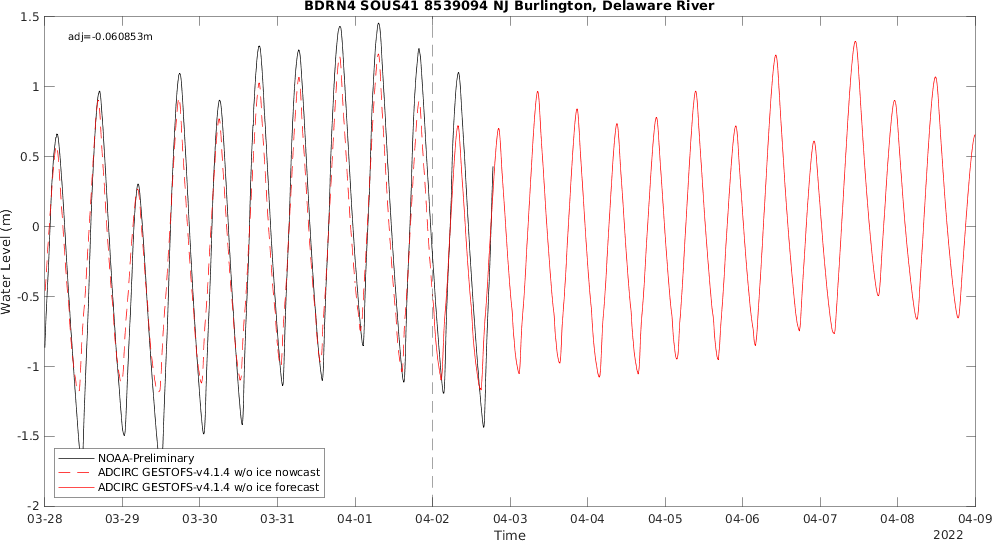 BDRN4 SOUS41 8539094 NJ Burlington, Delaware River
adj=-0.060853m
1.5
1
0.5
0
-0.5
-1
-1.5
-2
Water Level (m)
NOAA-Preliminary
ADCIRC GESTOFS-v4.1.4 w/o ice nowcast
ADCIRC GESTOFS-v4.1.4 w/o ice forecast
03-28 03-29 03-30 03-31 04-01 04-02 04-03 04-04 04-05 04-06 04-07 04-08 04-09
Time
2022